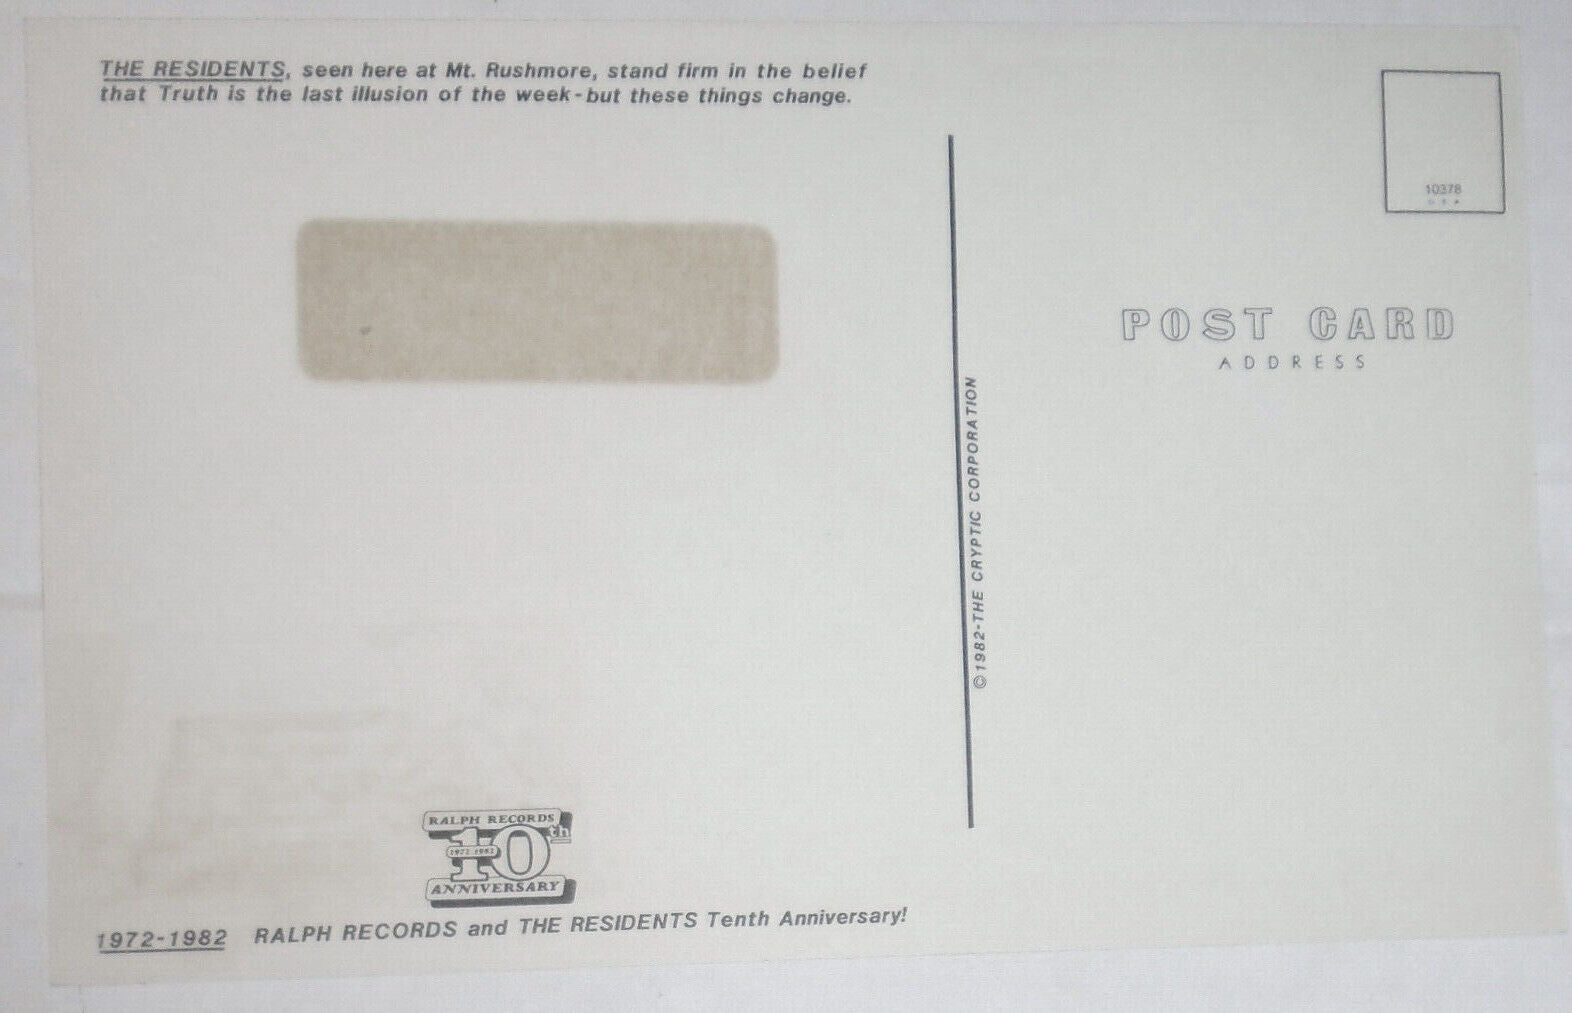 THE RESIDENTS, seen here at Mt. Rushmore, stand firm in the belief
that Truth is the last illusion of the week-but these things change.
10378
USA
POST CARD
ADDRESS
©1982-THE CRYPTIC CORPORATION
RALPH RECORDS
10th
1972-1982
ANNIVERSARY
1972-1982 RALPH RECORDS and THE RESIDENTS Tenth Anniversary!